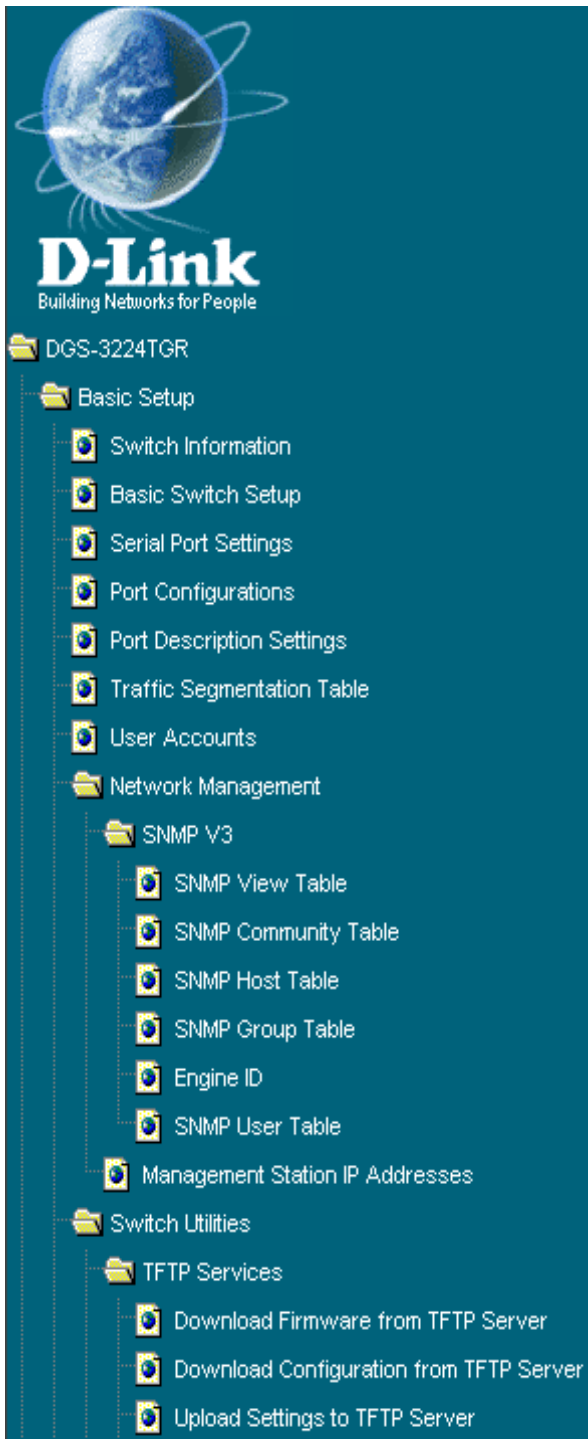 D-Link
Building Networks for People
DGS-3224TGR
Basic Setup
Switch Information
Basic Switch Setup
Serial Port Settings
Port Configurations
Port Description Settings
Traffic Segmentation Table
User Accounts
Network Management
SNMP V3
SNMP View Table
SNMP Community Table
SNMP Host Table
SNMP Group Table
Engine ID
SNMP User Table
Management Station IP Addresses
Switch Utilities
TFTP Services
Download Firmware from TFTP Server
Download Configuration from TFTP Server
Upload Settings to TFTP Server